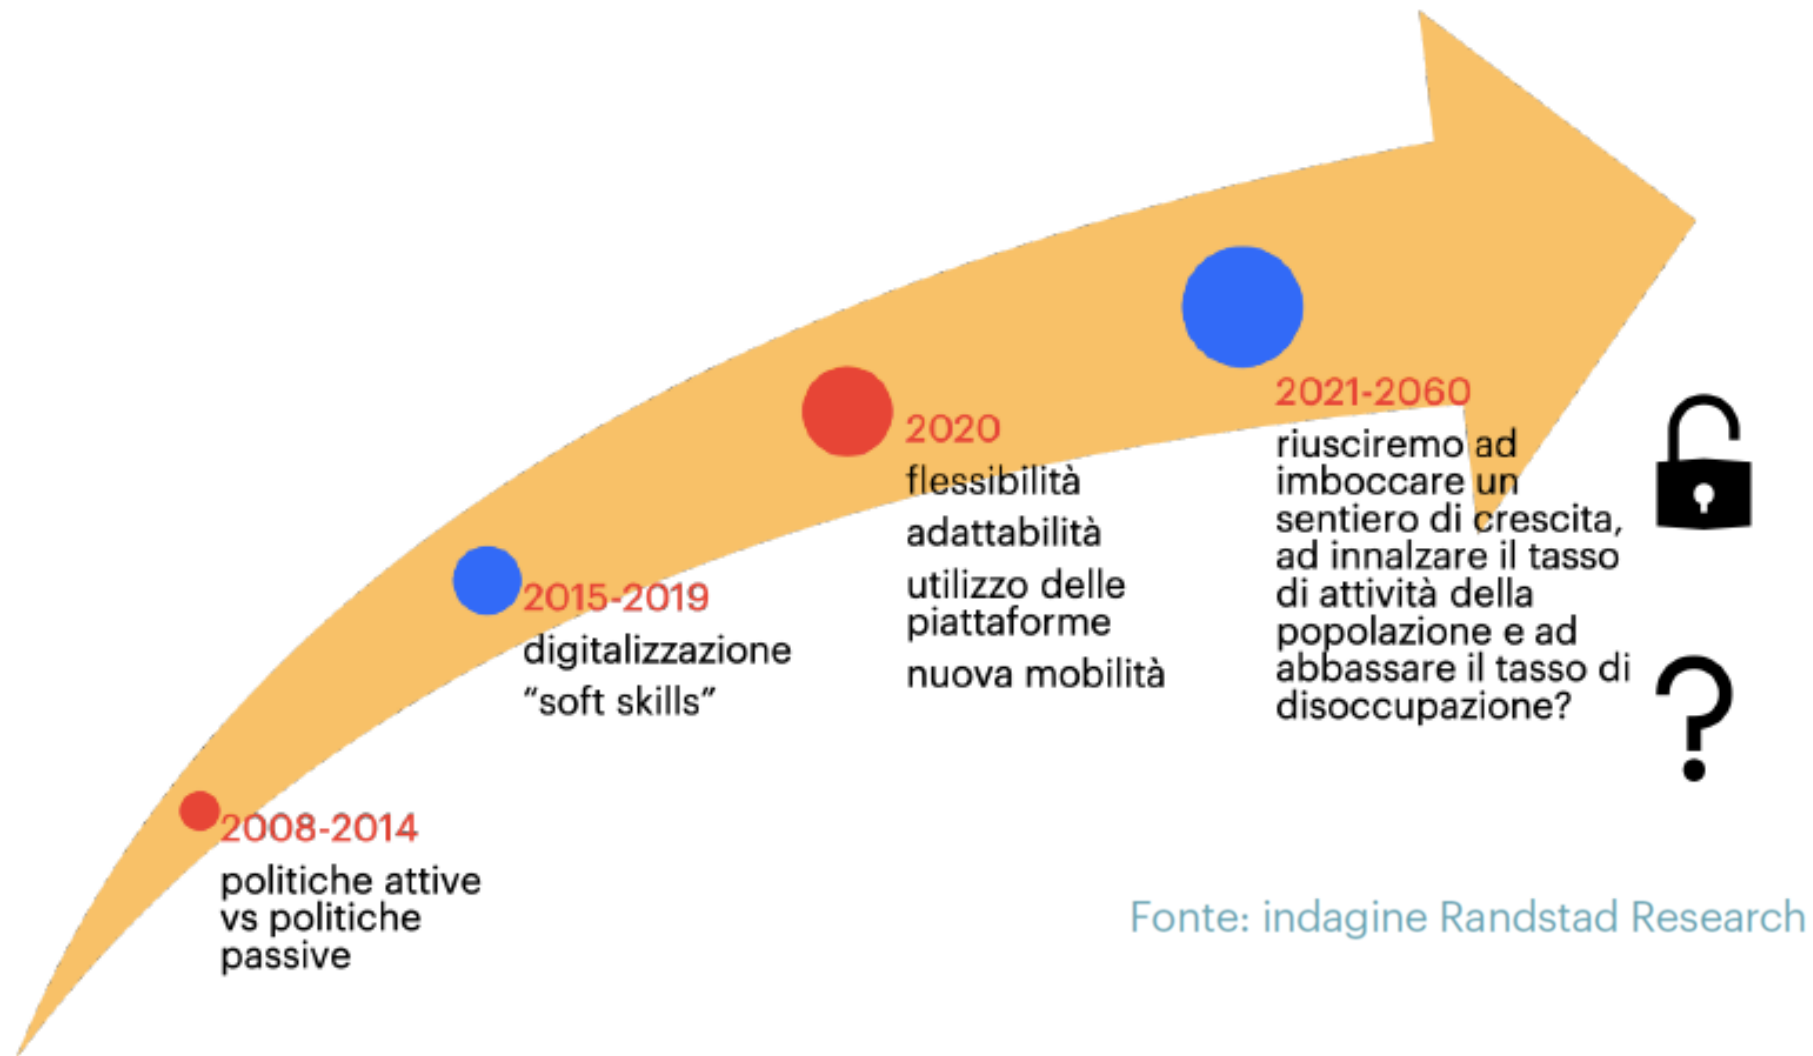 2008-2014
politiche attive
vs politiche
passive
2015-2019
digitalizzazione
“soft skills”
2020
flessibilità
adattabilità
utilizzo delle
piattaforme
nuova mobilità
2021-2060
riusciremo ad
imboccare un
sentiero di crescita,
ad innalzare il tasso
di attività della
popolazione e ad
abbassare il tasso di
disoccupazione?
?
Fonte: indagine Randstad Research